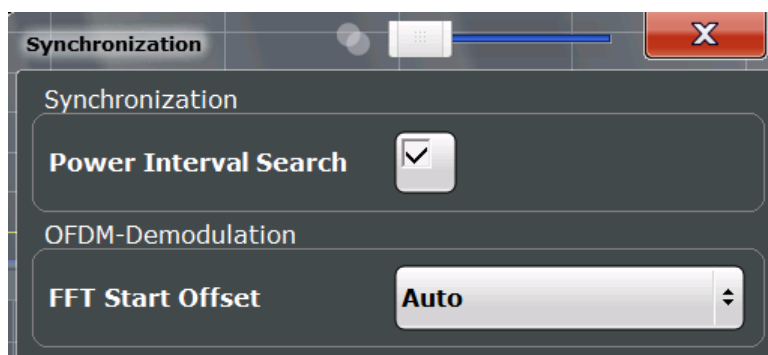 Synchronization
Synchronization
Power Interval Search
OFDM-Demodulation
FFT Start Offset Auto